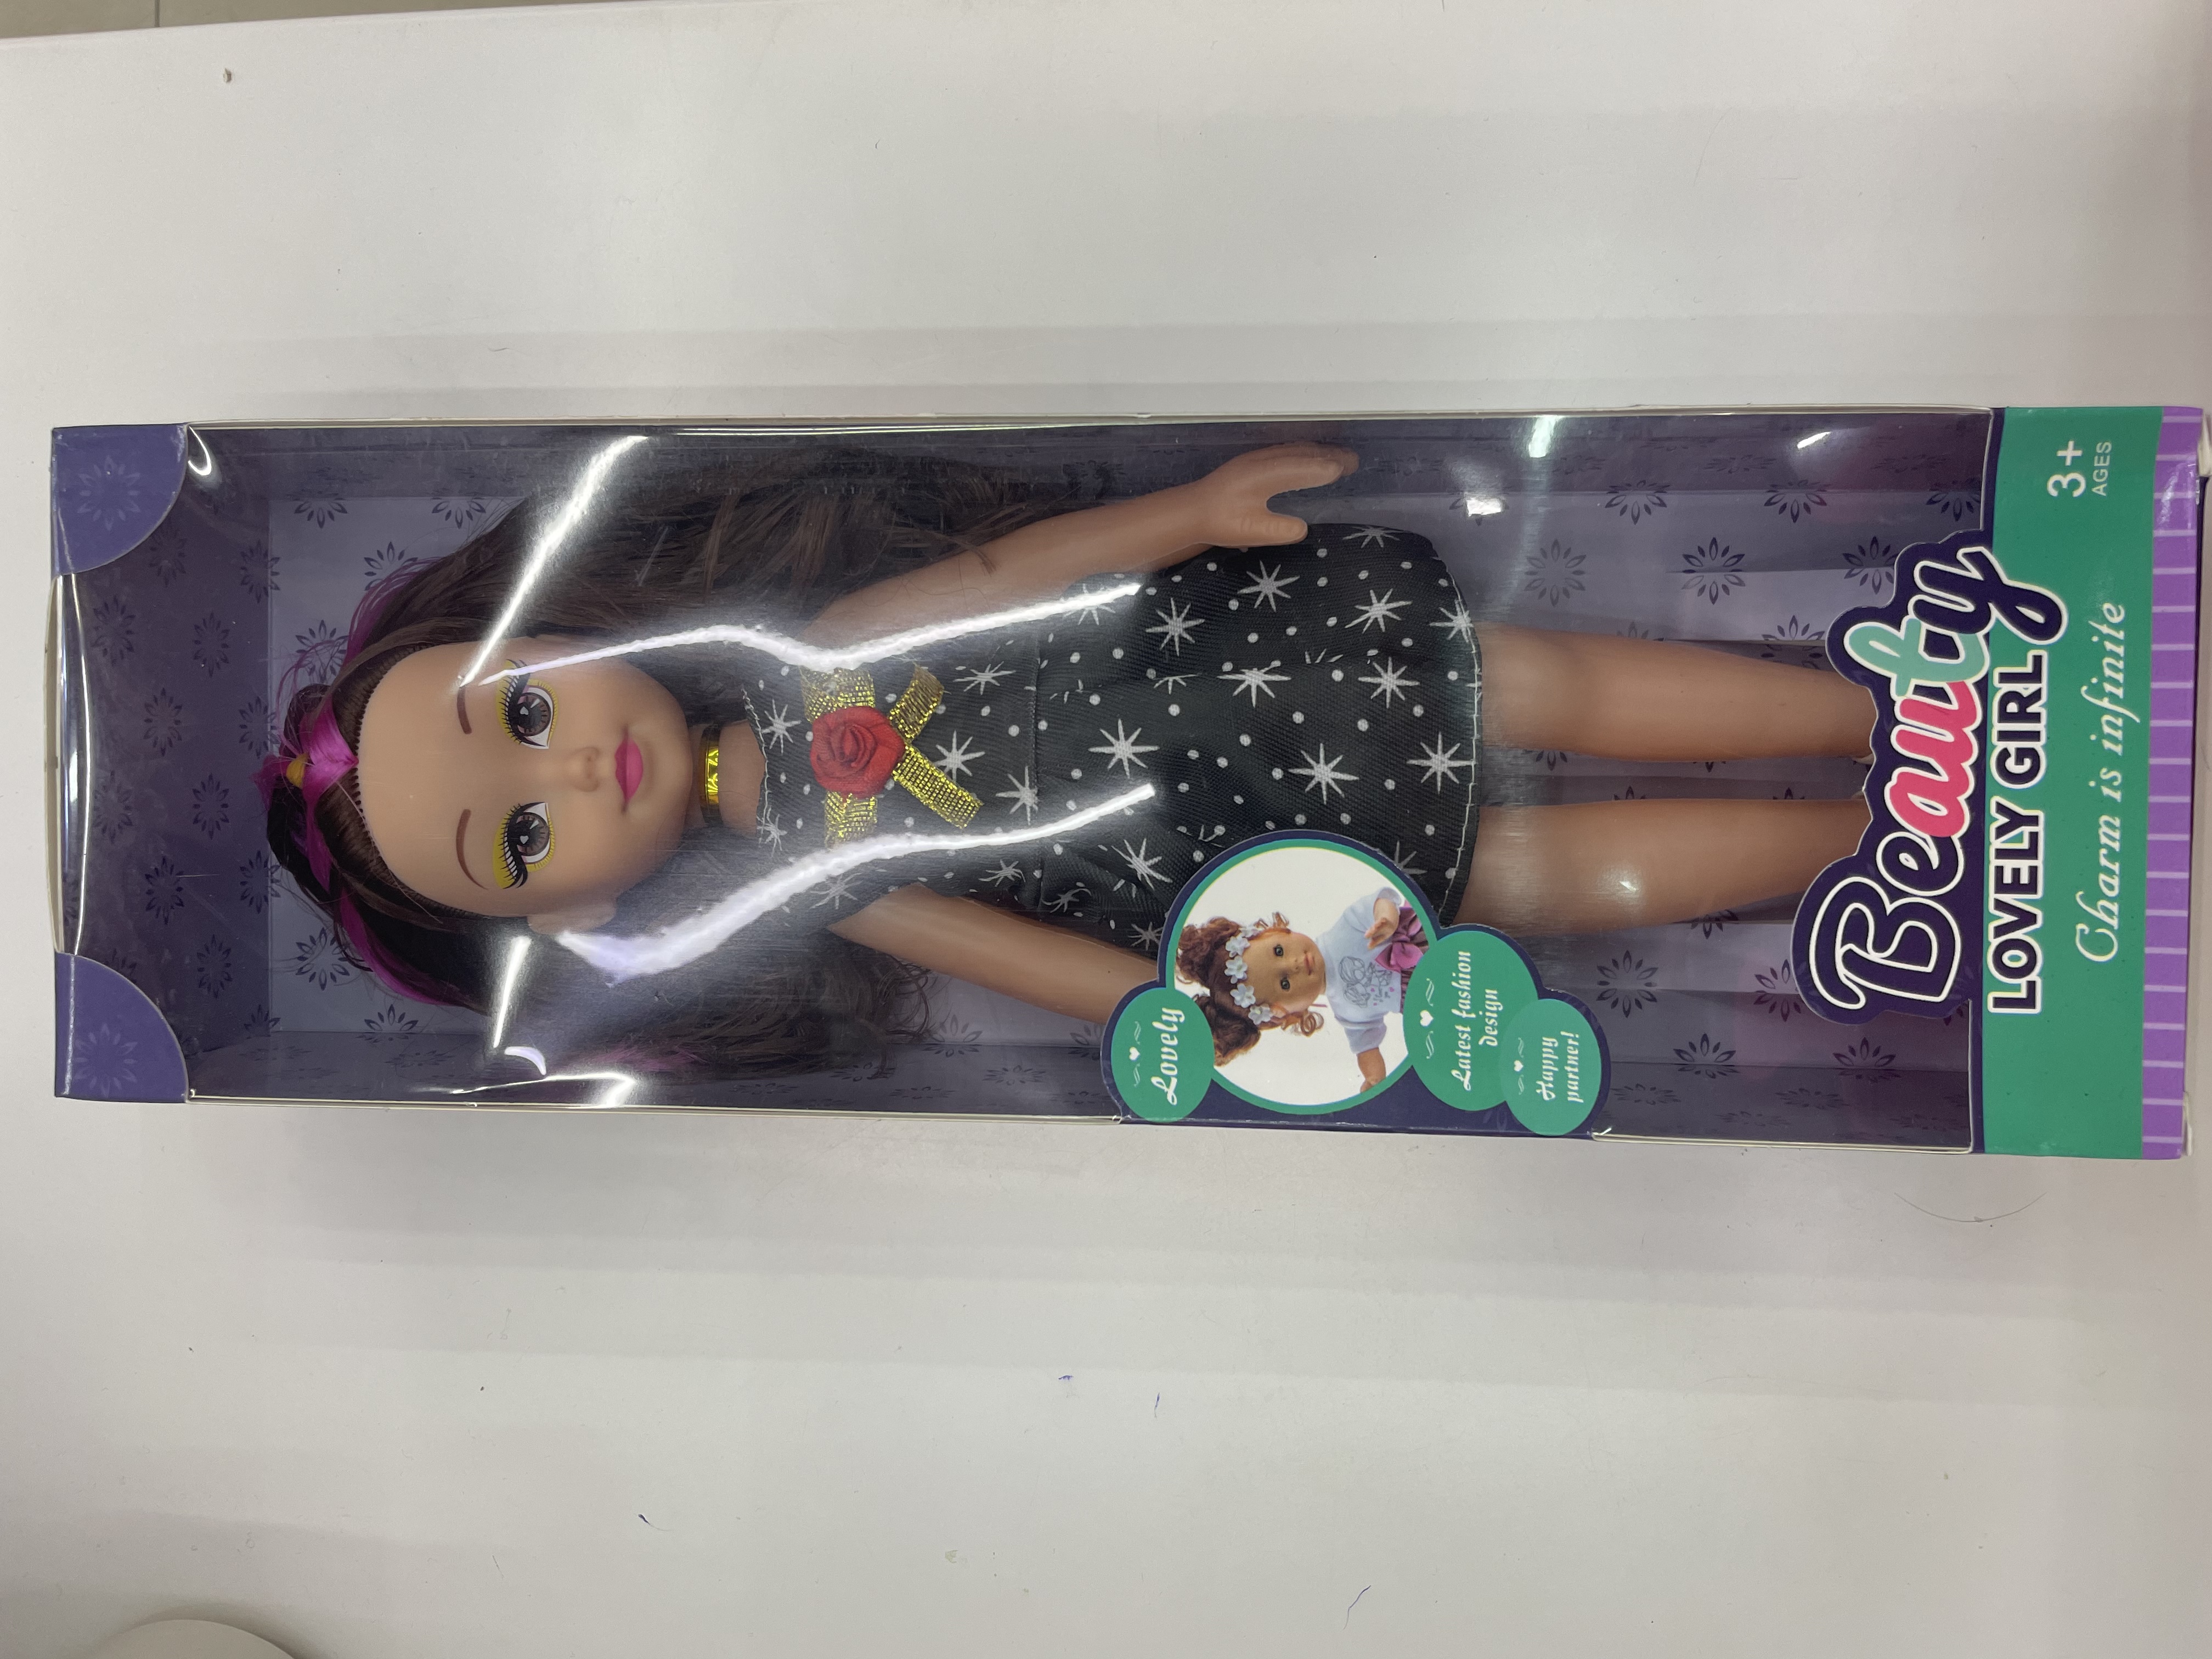 Lovely
Latest fashion
design
Happy
partner!
Beauty
LOVELY GIRL
3+
AGES
Charm is infinite